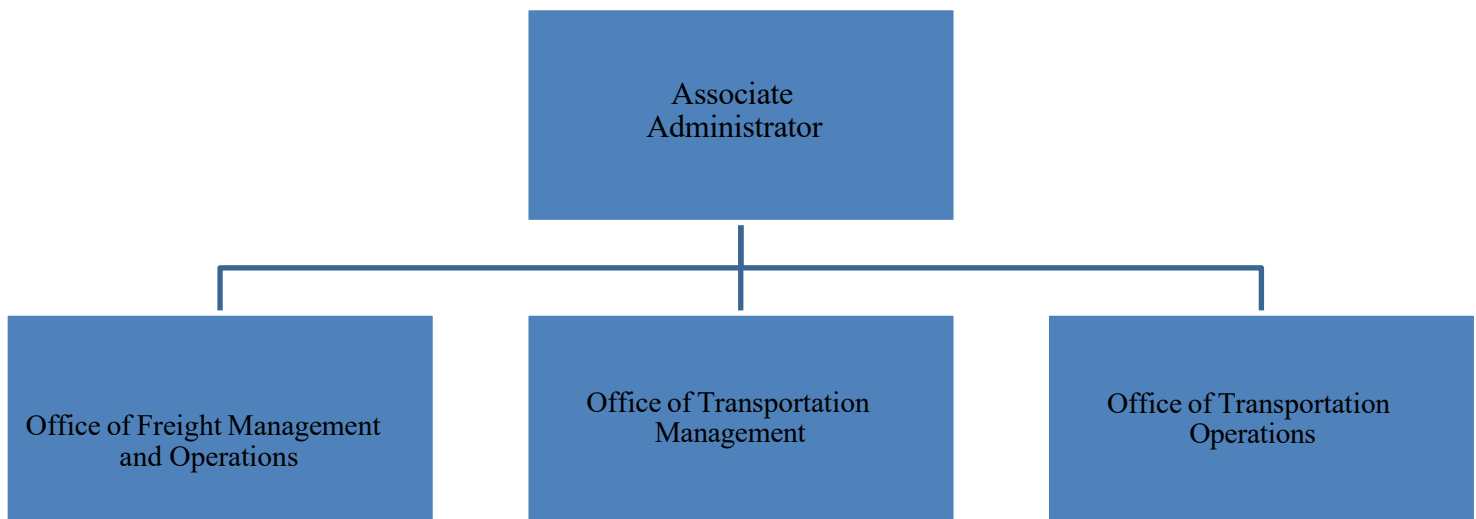 Associate
Administrator
Office of Freight Management
and Operations
Office of Transportation
Management
Office of Transportation
Operations